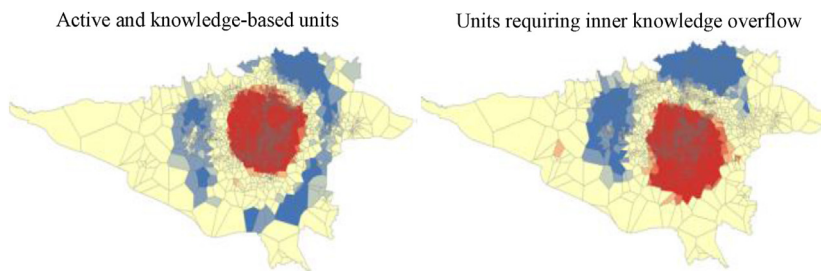 Active and knowledge-based units
Units requiring inner knowledge overflow